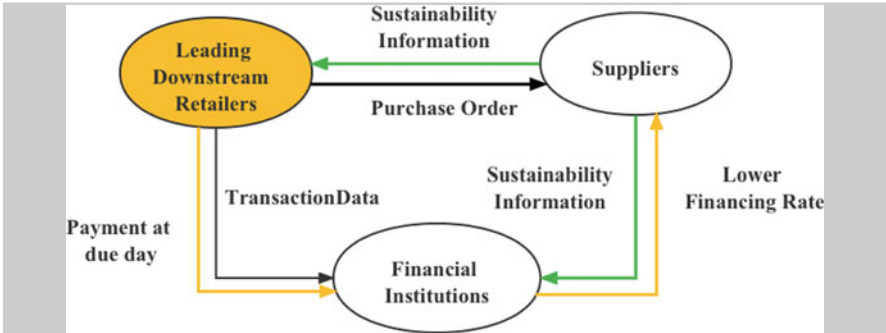 Sustainability
Information
Leading
Downstream
Retailers
Suppliers
Purchase Order
TransactionData
Sustainability
Information
Lower
Financing Rate
Payment at
due day
Financial
Institutions